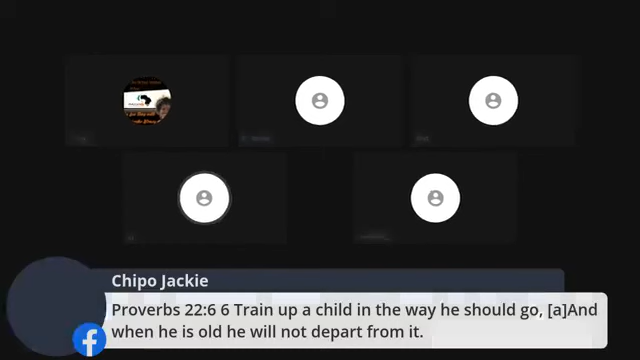 Chipo Jackie
Proverbs 22:6 6 Train up a child in the way he should go, [a]And
when he is old he will not depart from it.